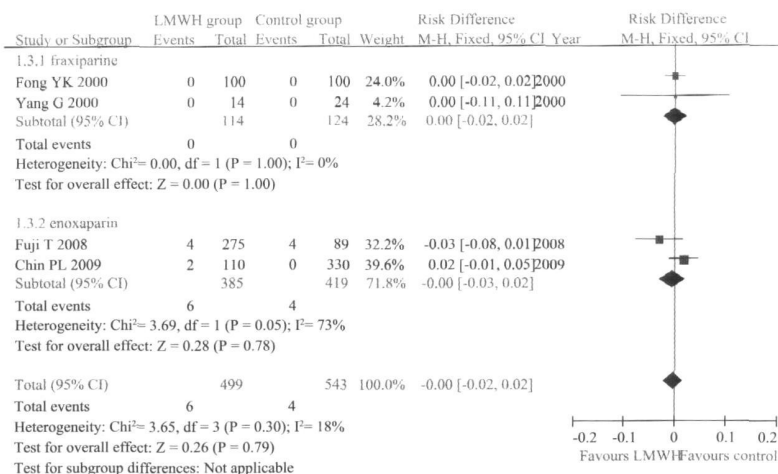 LMWH group Control group Risk Difference Risk Difference
Study or Subgroup Events Total Events Total Weight M-H, Fixed, 95% CI Year M-H, Fixed, 95% CI
1.3.1 fraxiparine
Fong YK 2000 0 100 0 100 24.0% 0.00 [-0.02, 0.02] 2000
Yang G 2000 0 14 0 24 4.2% 0.00 [-0.11, 0.11] 2000
Subtotal (95% CI) 114 124 28.2% 0.00 [-0.02, 0.02]
Total events 0 0
Heterogeneity: Chi²= 0.00, df = 1 (P = 1.00); I²= 0%
Test for overall effect: Z = 0.00 (P = 1.00)
1.3.2 enoxaparin
Fuji T 2008 4 275 4 89 32.2% -0.03 [-0.08, 0.01] 2008
Chin PL 2009 2 110 0 330 39.6% 0.02 [-0.01, 0.05] 2009
Subtotal (95% CI) 385 419 71.8% -0.00 [-0.03, 0.02]
Total events 6 4
Heterogeneity: Chi²= 3.69, df = 1 (P = 0.05); I²= 73%
Test for overall effect: Z = 0.28 (P = 0.78)
Total (95% CI) 499 543 100.0% -0.00 [-0.02, 0.02]
Total events 6 4
Heterogeneity: Chi²= 3.65, df = 3 (P = 0.30); I²= 18%
Test for overall effect: Z = 0.26 (P = 0.79)
Test for subgroup differences: Not applicable
-0.2 -0.1 0 0.1 0.2
Favours LMWH Favours control